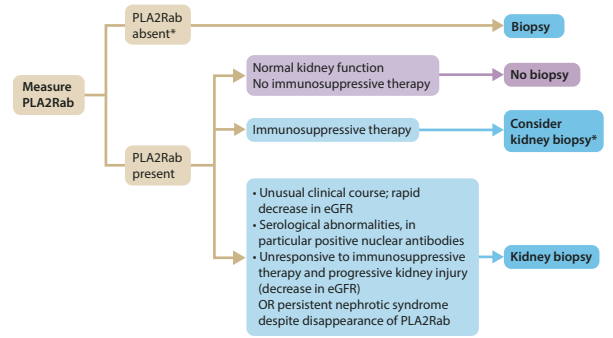 PLA2Rab
absent*
Biopsy
Measure
PLA2Rab
Normal kidney function
No immunosuppressive therapy
No biopsy
Immunosuppressive therapy
Consider
kidney biopsy*
PLA2Rab
present
• Unusual clinical course; rapid
decrease in eGFR
• Serological abnormalities, in
particular positive nuclear antibodies
• Unresponsive to immunosuppressive
therapy and progressive kidney injury
(decrease in eGFR)
OR persistent nephrotic syndrome
despite disappearance of PLA2Rab
Kidney biopsy